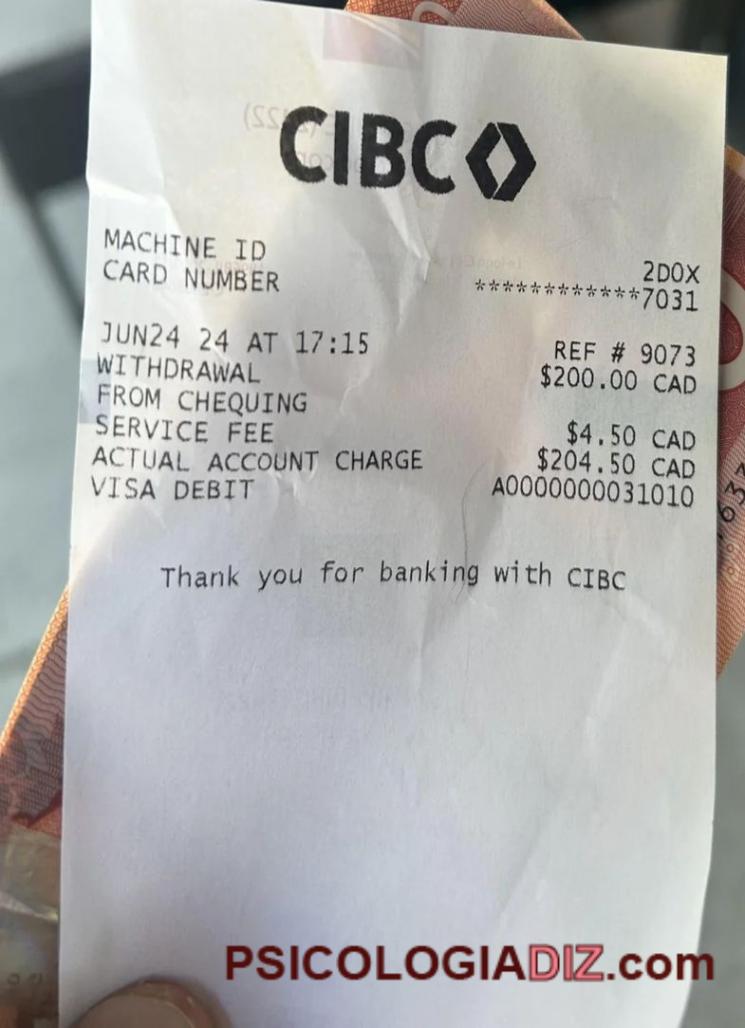 CIBC
MACHINE ID 2DOX
CARD NUMBER ************7031
JUN24 24 AT 17:15 REF # 9073
WITHDRAWAL $200.00 CAD
FROM CHEQUING
SERVICE FEE $4.50 CAD
ACTUAL ACCOUNT CHARGE $204.50 CAD
VISA DEBIT A0000000031010
Thank you for banking with CIBC
PSICOLOGIADIZ.com